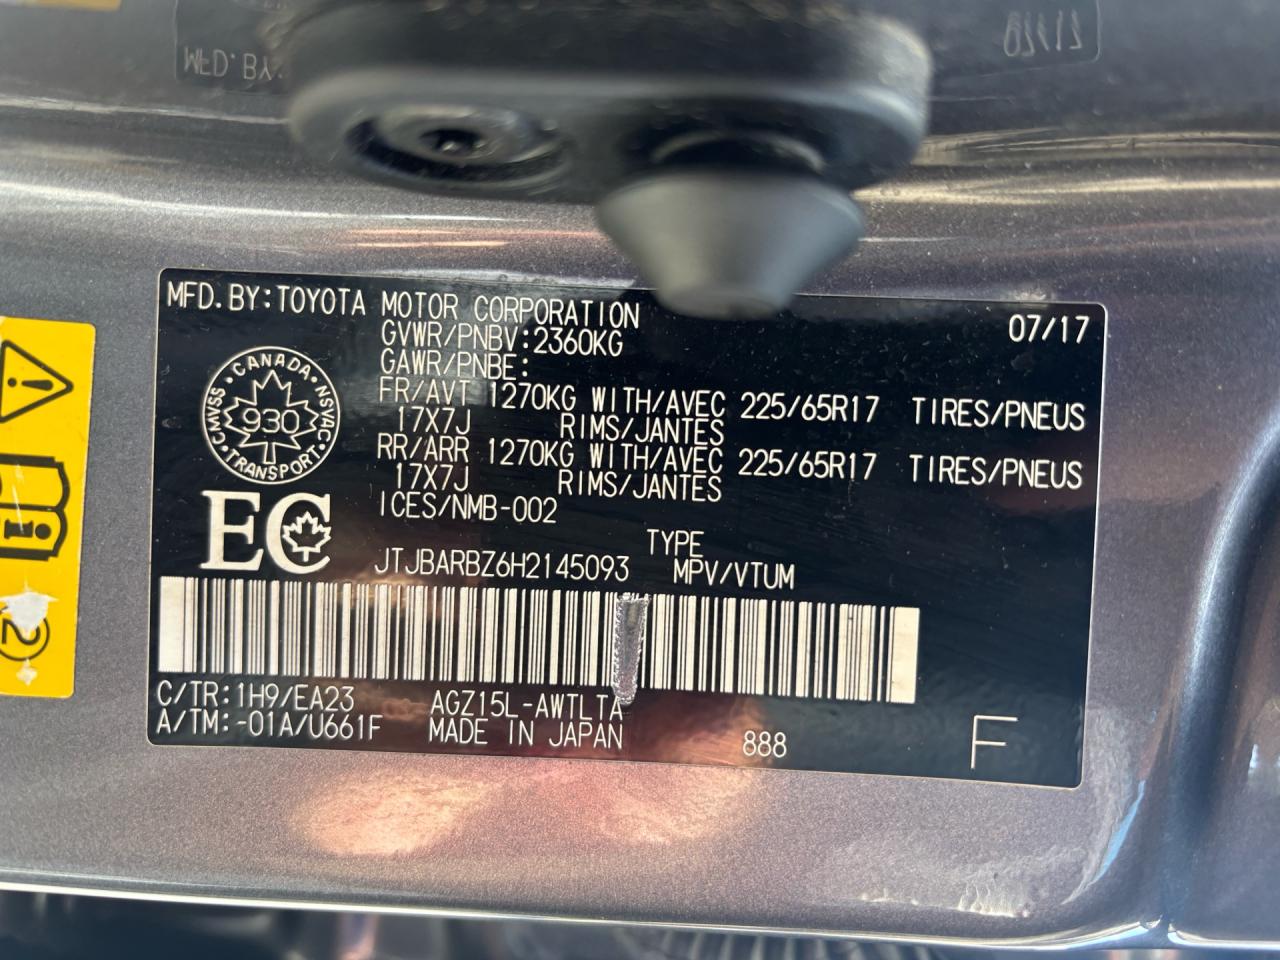 MFD.BY:TOYOTA MOTOR CORPORATION 07/17
GVWR/PNBV:2360KG
GAWR/PNBE:
FR/AVT 1270KG WITH/AVEC 225/65R17 TIRES/PNEUS
17X7J RIMS/JANTES
RR/ARR 1270KG WITH/AVEC 225/65R17 TIRES/PNEUS
17X7J RIMS/JANTES
ICES/NMB-002
CANADA
CMVSS NSVAC
930
TRANSPORT
EC
TYPE
JTJBARBZ6H2145093 MPV/VTUM
C/TR:1H9/EA23 AGZ15L-AWTLTA
A/TM:-01A/U661F MADE IN JAPAN 888
F
2